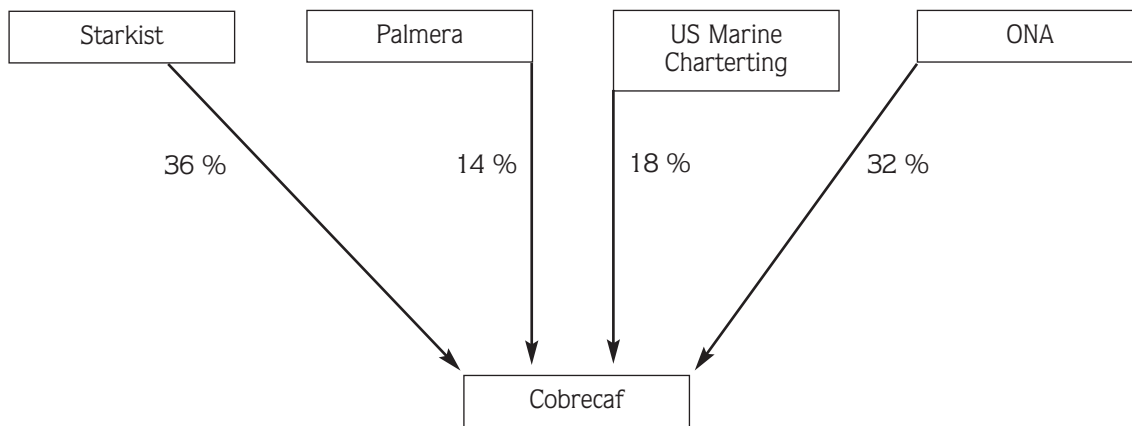 Starkist
Palmera
US Marine
Charterting
ONA
36 %
14 %
18 %
32 %
Cobrecaf